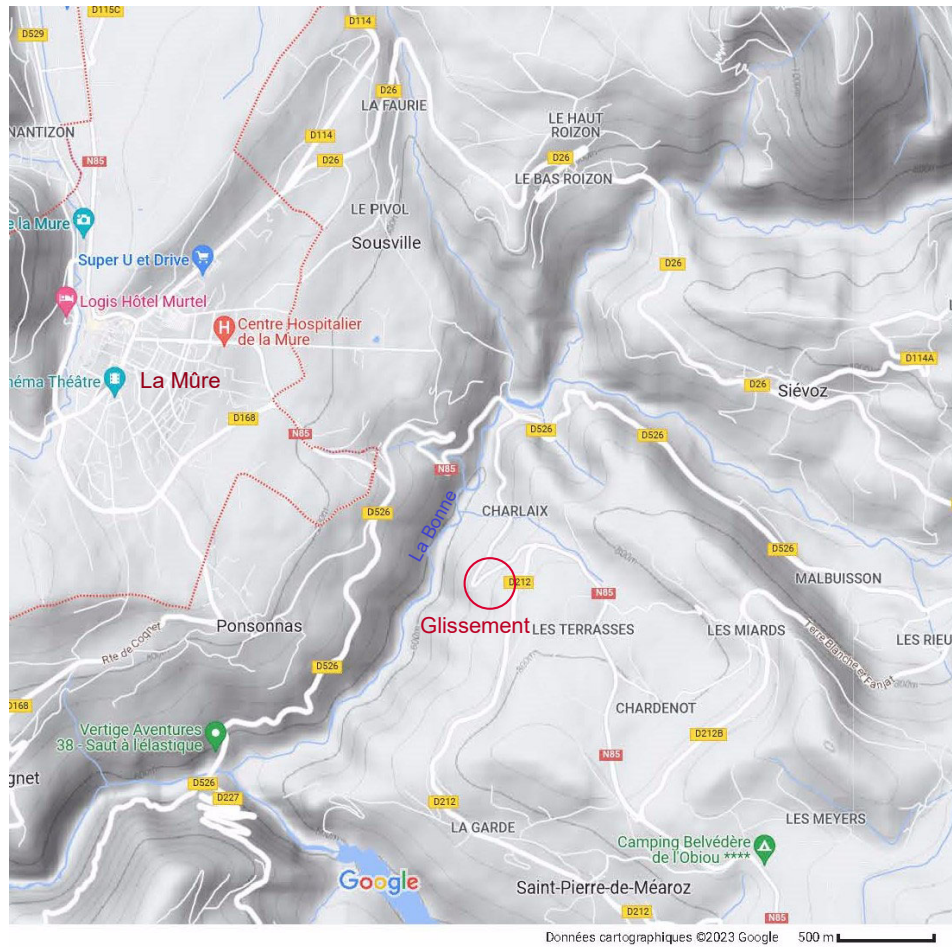 D115C
D114
D529
D26
LA FAURIE
NANTIZON
D114
LE HAUT
ROIZON
N85
D26
D26
LE BAS ROIZON
LE PIVOL
e la Mure
Sousville
Super U et Drive
D26
Logis Hôtel Murtel
Centre Hospitalier
de la Mure
D114A
néma Théâtre
La Mûre
D26
Siévoz
D168
N85
D526
D526
N85
La Bonne
D526
CHARLAIX
800m
D526
D212
MALBUISSON
N85
Glissement
Ponsonnas
LES TERRASSES
LES MIARDS
Terre Blanche et Fanjat
LES RIEU
600m
Rte de Cognet
800m
D526
D168
CHARDENOT
Vertige Aventures
38 - Saut à l'élastique
D212B
N85
gnet
D526
D227
D212
LA GARDE
LES MEYERS
Camping Belvédère
de l'Obiou ****
Google
Saint-Pierre-de-Méaroz
D212
N85
Données cartographiques ©2023 Google 500 m